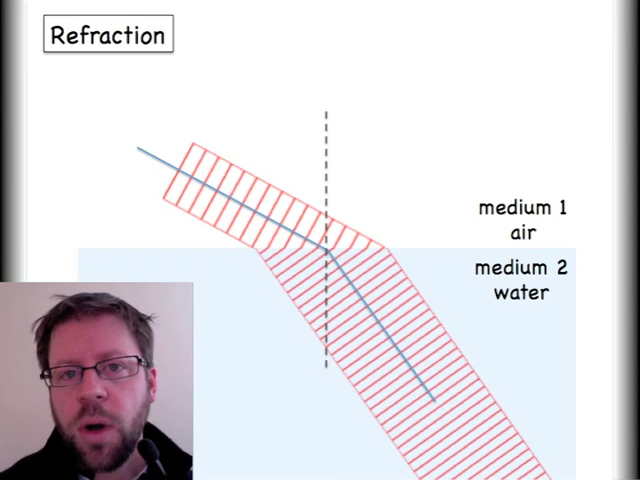 Refraction
medium 1
air
medium 2
water